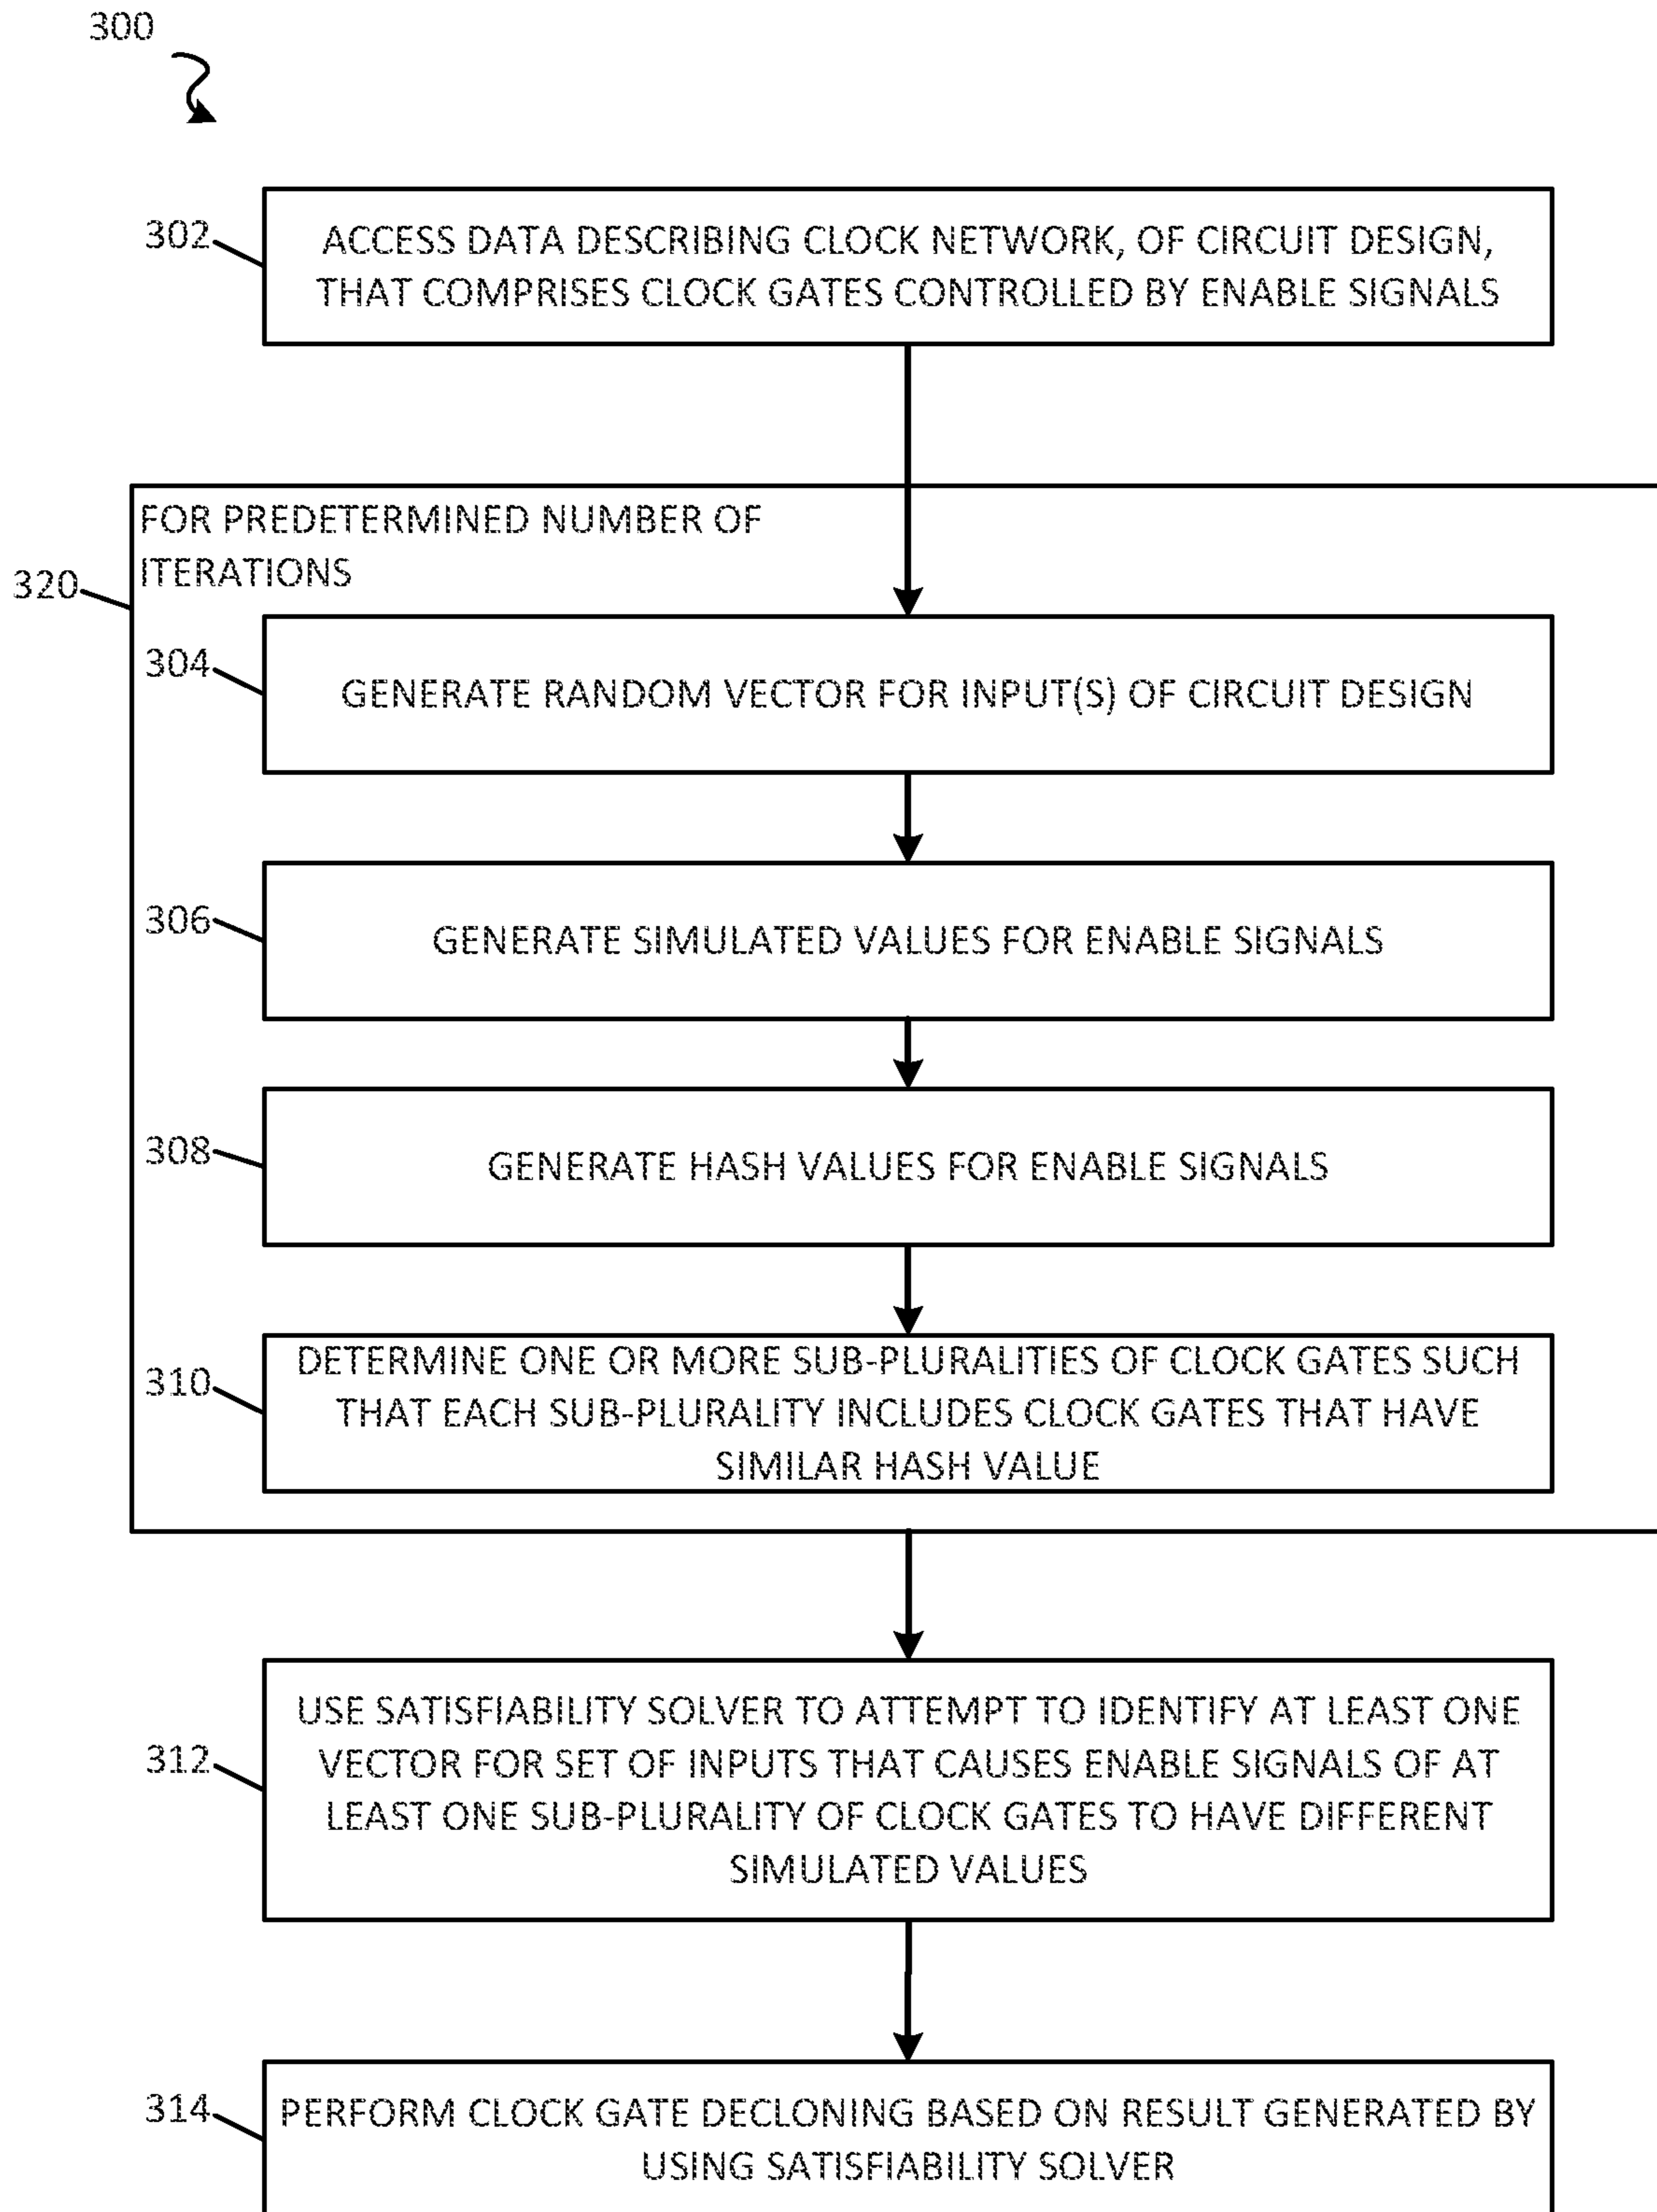 300
302
ACCESS DATA DESCRIBING CLOCK NETWORK, OF CIRCUIT DESIGN,
THAT COMPRISES CLOCK GATES CONTROLLED BY ENABLE SIGNALS
FOR PREDETERMINED NUMBER OF
ITERATIONS
320
304
GENERATE RANDOM VECTOR FOR INPUT(S) OF CIRCUIT DESIGN
306
GENERATE SIMULATED VALUES FOR ENABLE SIGNALS
308
GENERATE HASH VALUES FOR ENABLE SIGNALS
310
DETERMINE ONE OR MORE SUB-PLURALITIES OF CLOCK GATES SUCH
THAT EACH SUB-PLURALITY INCLUDES CLOCK GATES THAT HAVE
SIMILAR HASH VALUE
312
USE SATISFIABILITY SOLVER TO ATTEMPT TO IDENTIFY AT LEAST ONE
VECTOR FOR SET OF INPUTS THAT CAUSES ENABLE SIGNALS OF AT
LEAST ONE SUB-PLURALITY OF CLOCK GATES TO HAVE DIFFERENT
SIMULATED VALUES
314
PERFORM CLOCK GATE DECLONING BASED ON RESULT GENERATED BY
USING SATISFIABILITY SOLVER